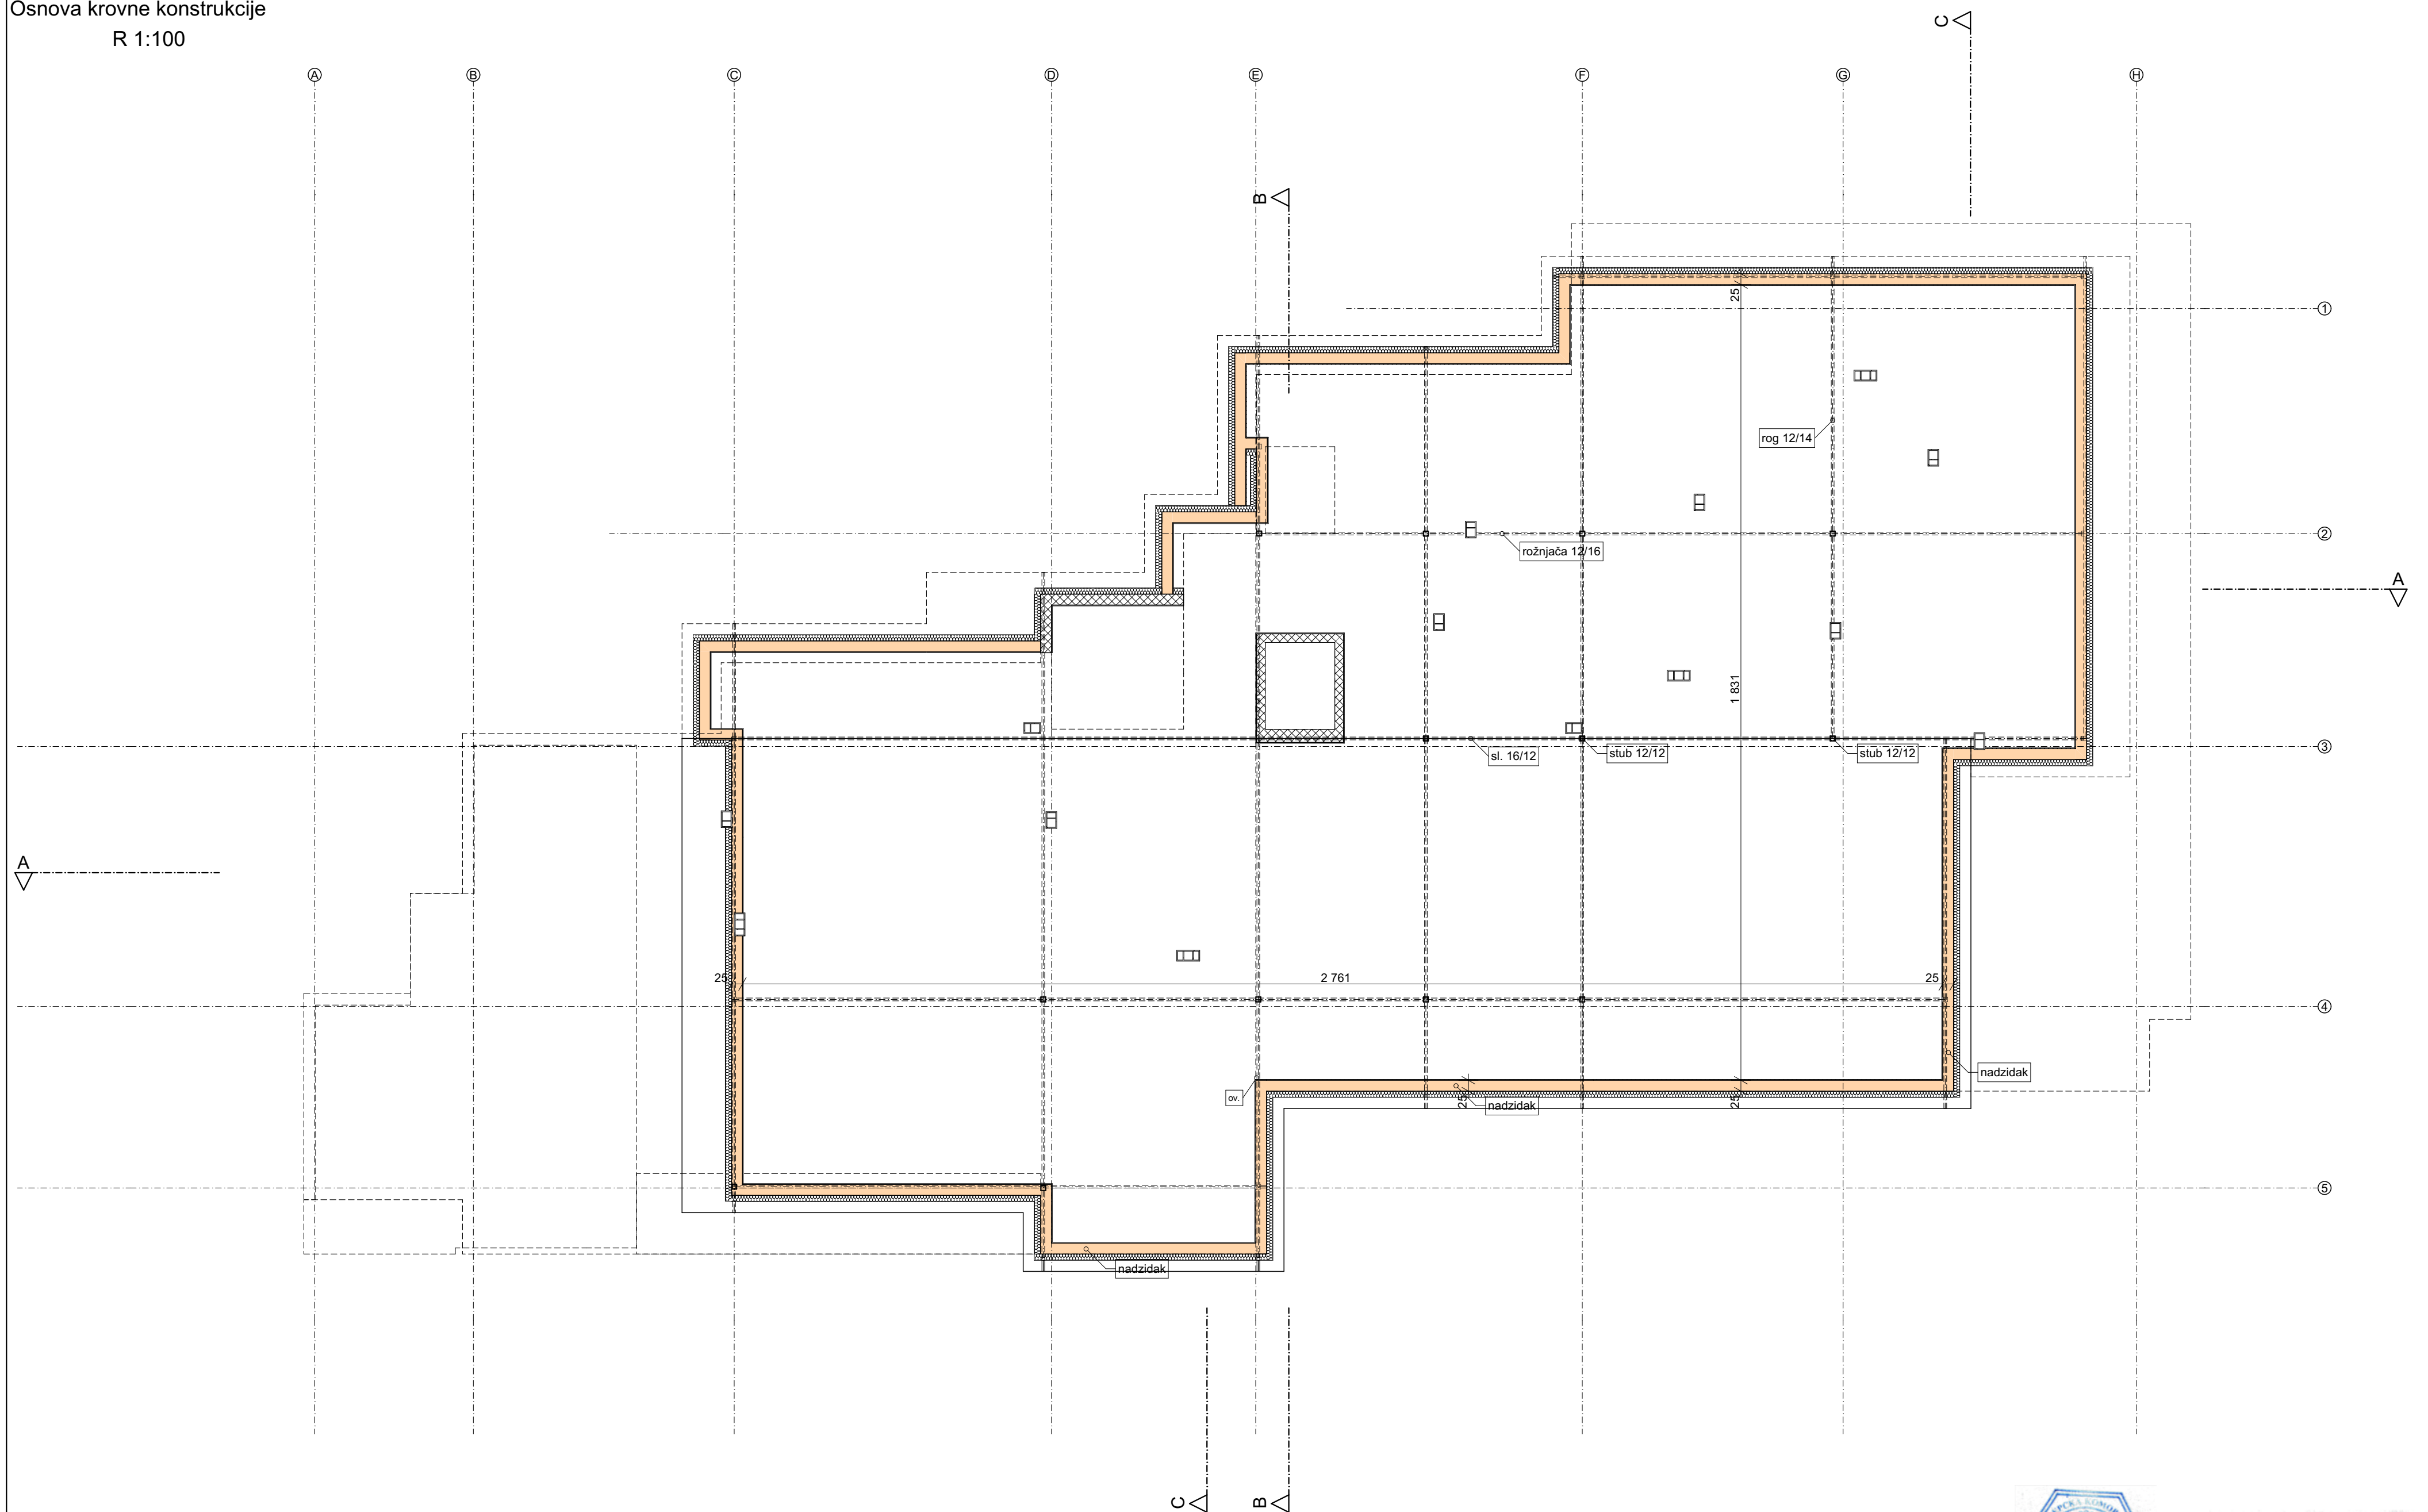 Osnova krovne konstrukcije
R 1:100
C
A
B
C
D
E
F
G
H
B
25
1
rog 12/14
2
rožnjača 12/16
A
1 831
3
sl. 16/12
stub 12/12
stub 12/12
A
25
2 761
25
4
nadzidak
ov.
25
nadzidak
25
5
nadzidak
C
B